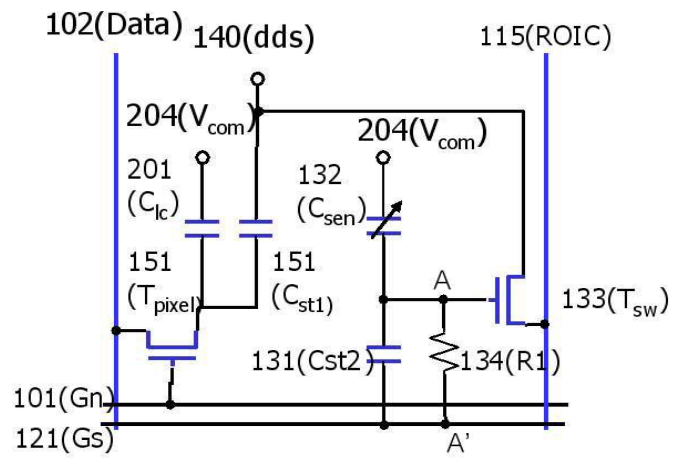 102(Data)
140(dds)
115(ROIC)
204(Vcom)
204(Vcom)
201
(Clc)
132
(Csen)
151
(Tpixel)
151
(Cst1)
A
133(Tsw)
131(Cst2)
134(R1)
101(Gn)
121(Gs)
A'